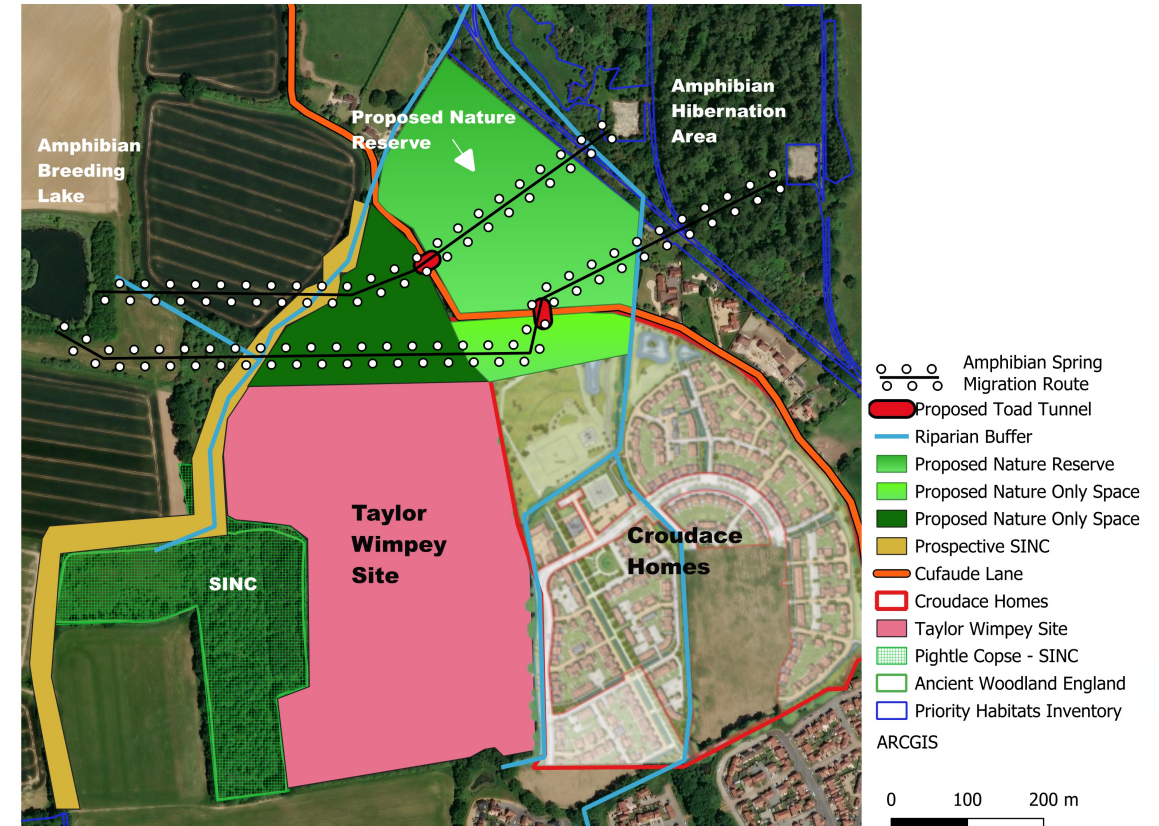 Amphibian
Breeding
Lake
Proposed Nature
Reserve
Amphibian
Hibernation
Area
Taylor
Wimpey
Site
Croudace
Homes
SINC
Amphibian Spring
Migration Route
Proposed Toad Tunnel
Riparian Buffer
Proposed Nature Reserve
Proposed Nature Only Space
Proposed Nature Only Space
Prospective SINC
Cufaude Lane
Croudace Homes
Taylor Wimpey Site
Pightle Copse - SINC
Ancient Woodland England
Priority Habitats Inventory
ARCGIS
0 100 200 m